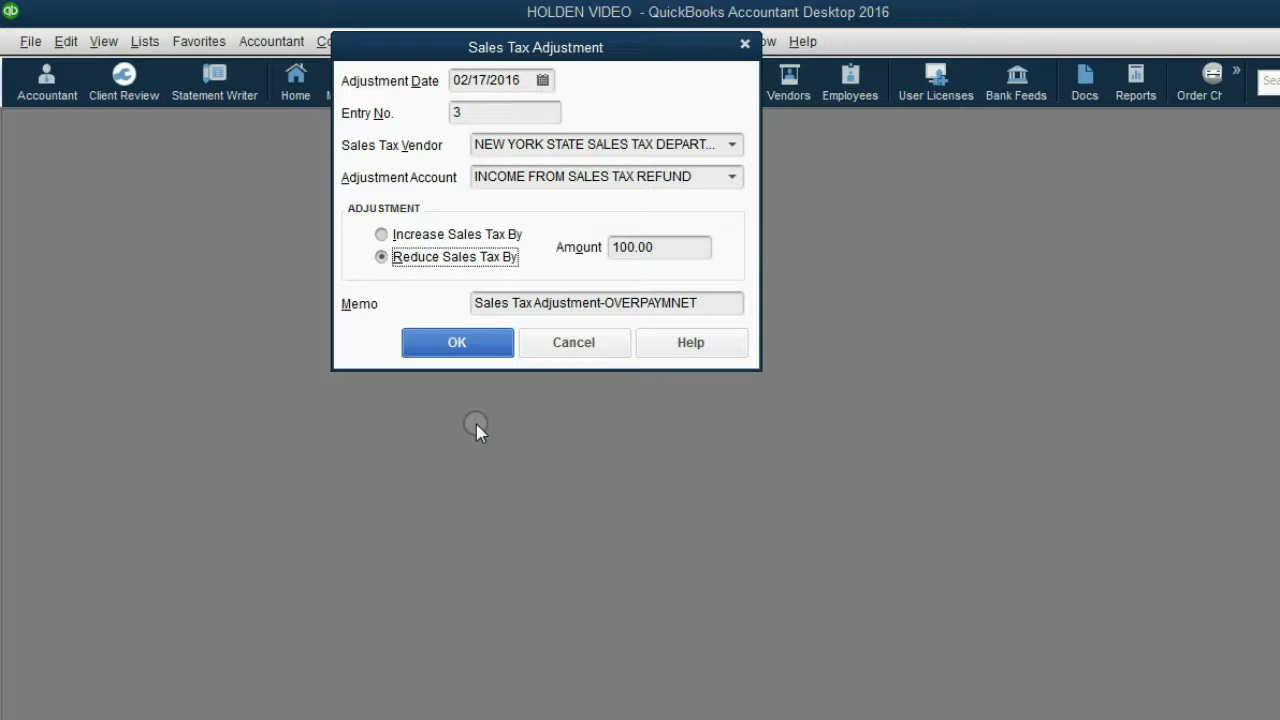 HOLDEN VIDEO - QuickBooks Accountant Desktop 2016
File Edit View Lists Favorites Accountant Help
Sales Tax Adjustment
Accountant Client Review Statement Writer Home Vendors Employees User Licenses Bank Feeds Docs Reports Order Ch
Adjustment Date 02/17/2016
Entry No. 3
Sales Tax Vendor NEW YORK STATE SALES TAX DEPART...
Adjustment Account INCOME FROM SALES TAX REFUND
ADJUSTMENT
Increase Sales Tax By
Amount 100.00
Reduce Sales Tax By
Memo Sales Tax Adjustment-OVERPAYMNET
OK Cancel Help